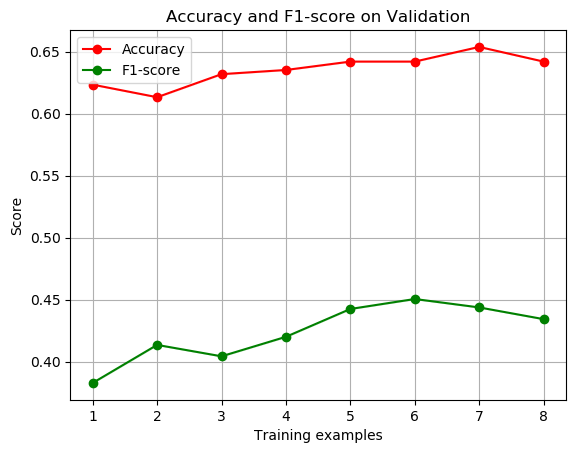 Accuracy and F1-score on Validation
Accuracy
F1-score
0.65
0.60
0.55
0.50
0.45
0.40
Score
1 2 3 4 5 6 7 8
Training examples